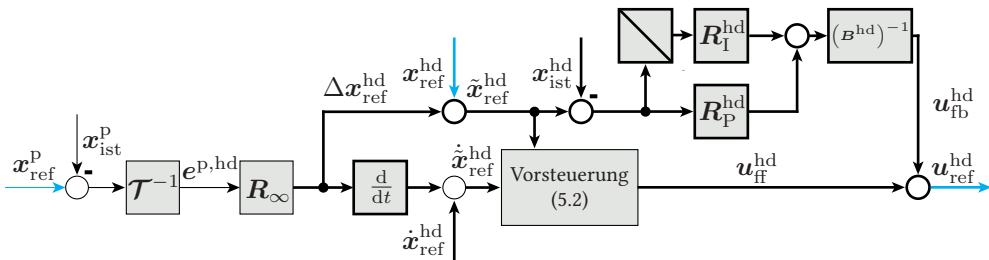 𝑹_I^hd
(𝑩^hd)^−1
𝒙_ref^hd
𝒙̃_ref^hd
𝒙_ist^hd
Δ𝒙_ref^hd
-
𝑹_P^hd
𝒖_fb^hd
𝒙_ref^p
𝒙_ist^p
-
𝓣^−1
𝒆^p,hd
𝑹_∞
d/dt
𝒙̃̇_ref^hd
Vorsteuerung
(5.2)
𝒖_ff^hd
𝒖_ref^hd
𝒙̇_ref^hd